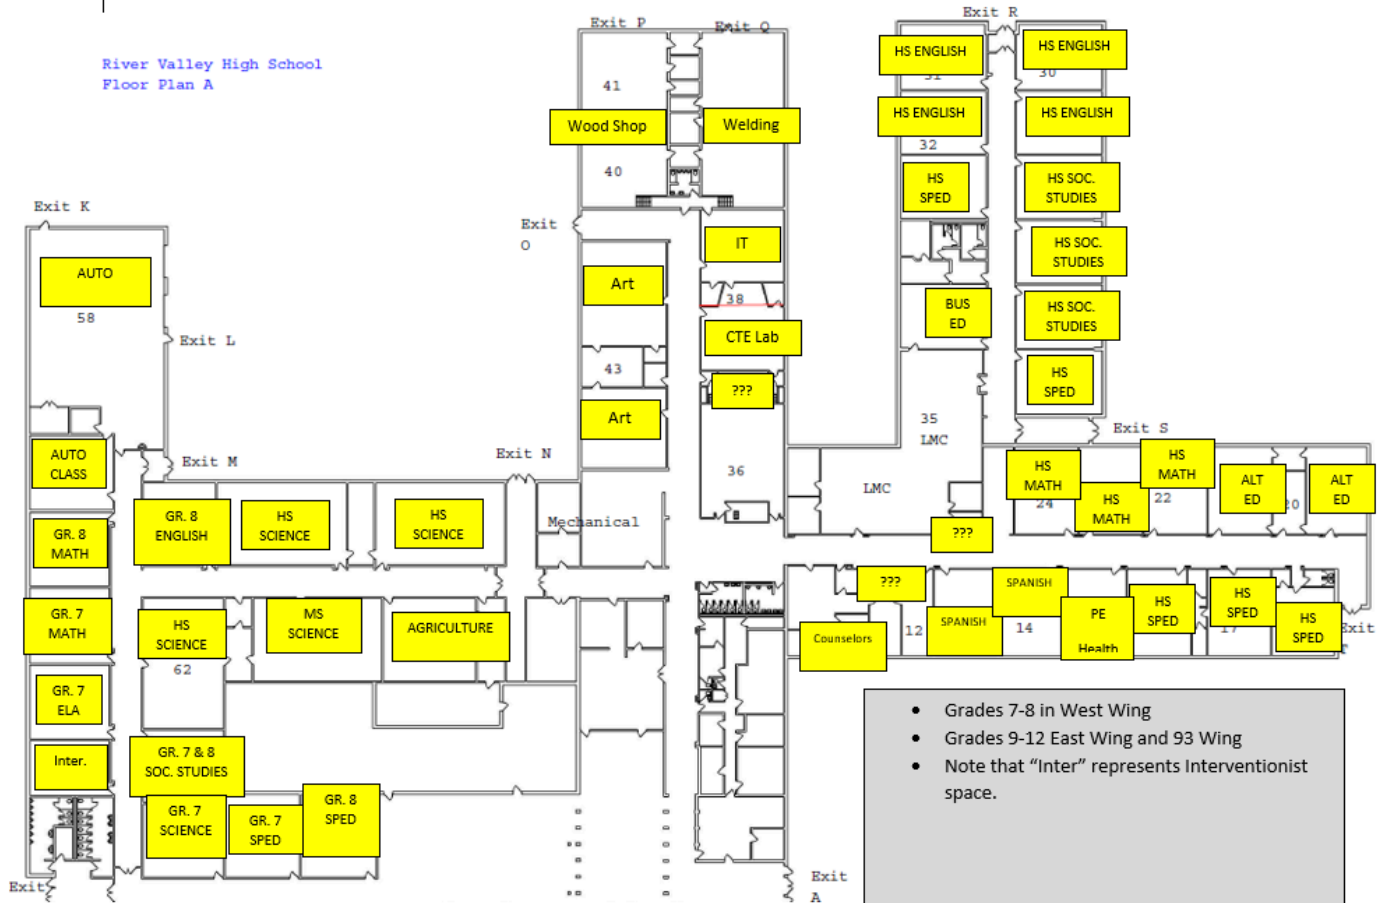 Exit R
Exit P
Exit Q
HS ENGLISH
HS ENGLISH
31
30
River Valley High School
Floor Plan A
41
HS ENGLISH
HS ENGLISH
Wood Shop
Welding
32
40
HS
SPED
HS SOC.
STUDIES
Exit K
Exit
O
IT
HS SOC.
STUDIES
AUTO
58
Art
38
BUS
ED
HS SOC.
STUDIES
Exit L
CTE Lab
43
???
HS
SPED
Art
35
LMC
Exit S
AUTO
CLASS
Exit M
Exit N
36
LMC
HS
MATH
24
HS
MATH
HS
MATH
22
ALT
ED
20
ALT
ED
GR. 8
ENGLISH
HS
SCIENCE
HS
SCIENCE
Mechanical
GR. 8
MATH
???
???
SPANISH
GR. 7
MATH
HS
SCIENCE
62
MS
SCIENCE
AGRICULTURE
Counselors
12
SPANISH
14
PE
Health
HS
SPED
HS
SPED
17
HS
SPED
Exit
T
GR. 7
ELA
Inter.
GR. 7 & 8
SOC. STUDIES
GR. 7
SCIENCE
GR. 7
SPED
GR. 8
SPED
• Grades 7-8 in West Wing
• Grades 9-12 East Wing and 93 Wing
• Note that “Inter” represents Interventionist
space.
Exit
Exit
A